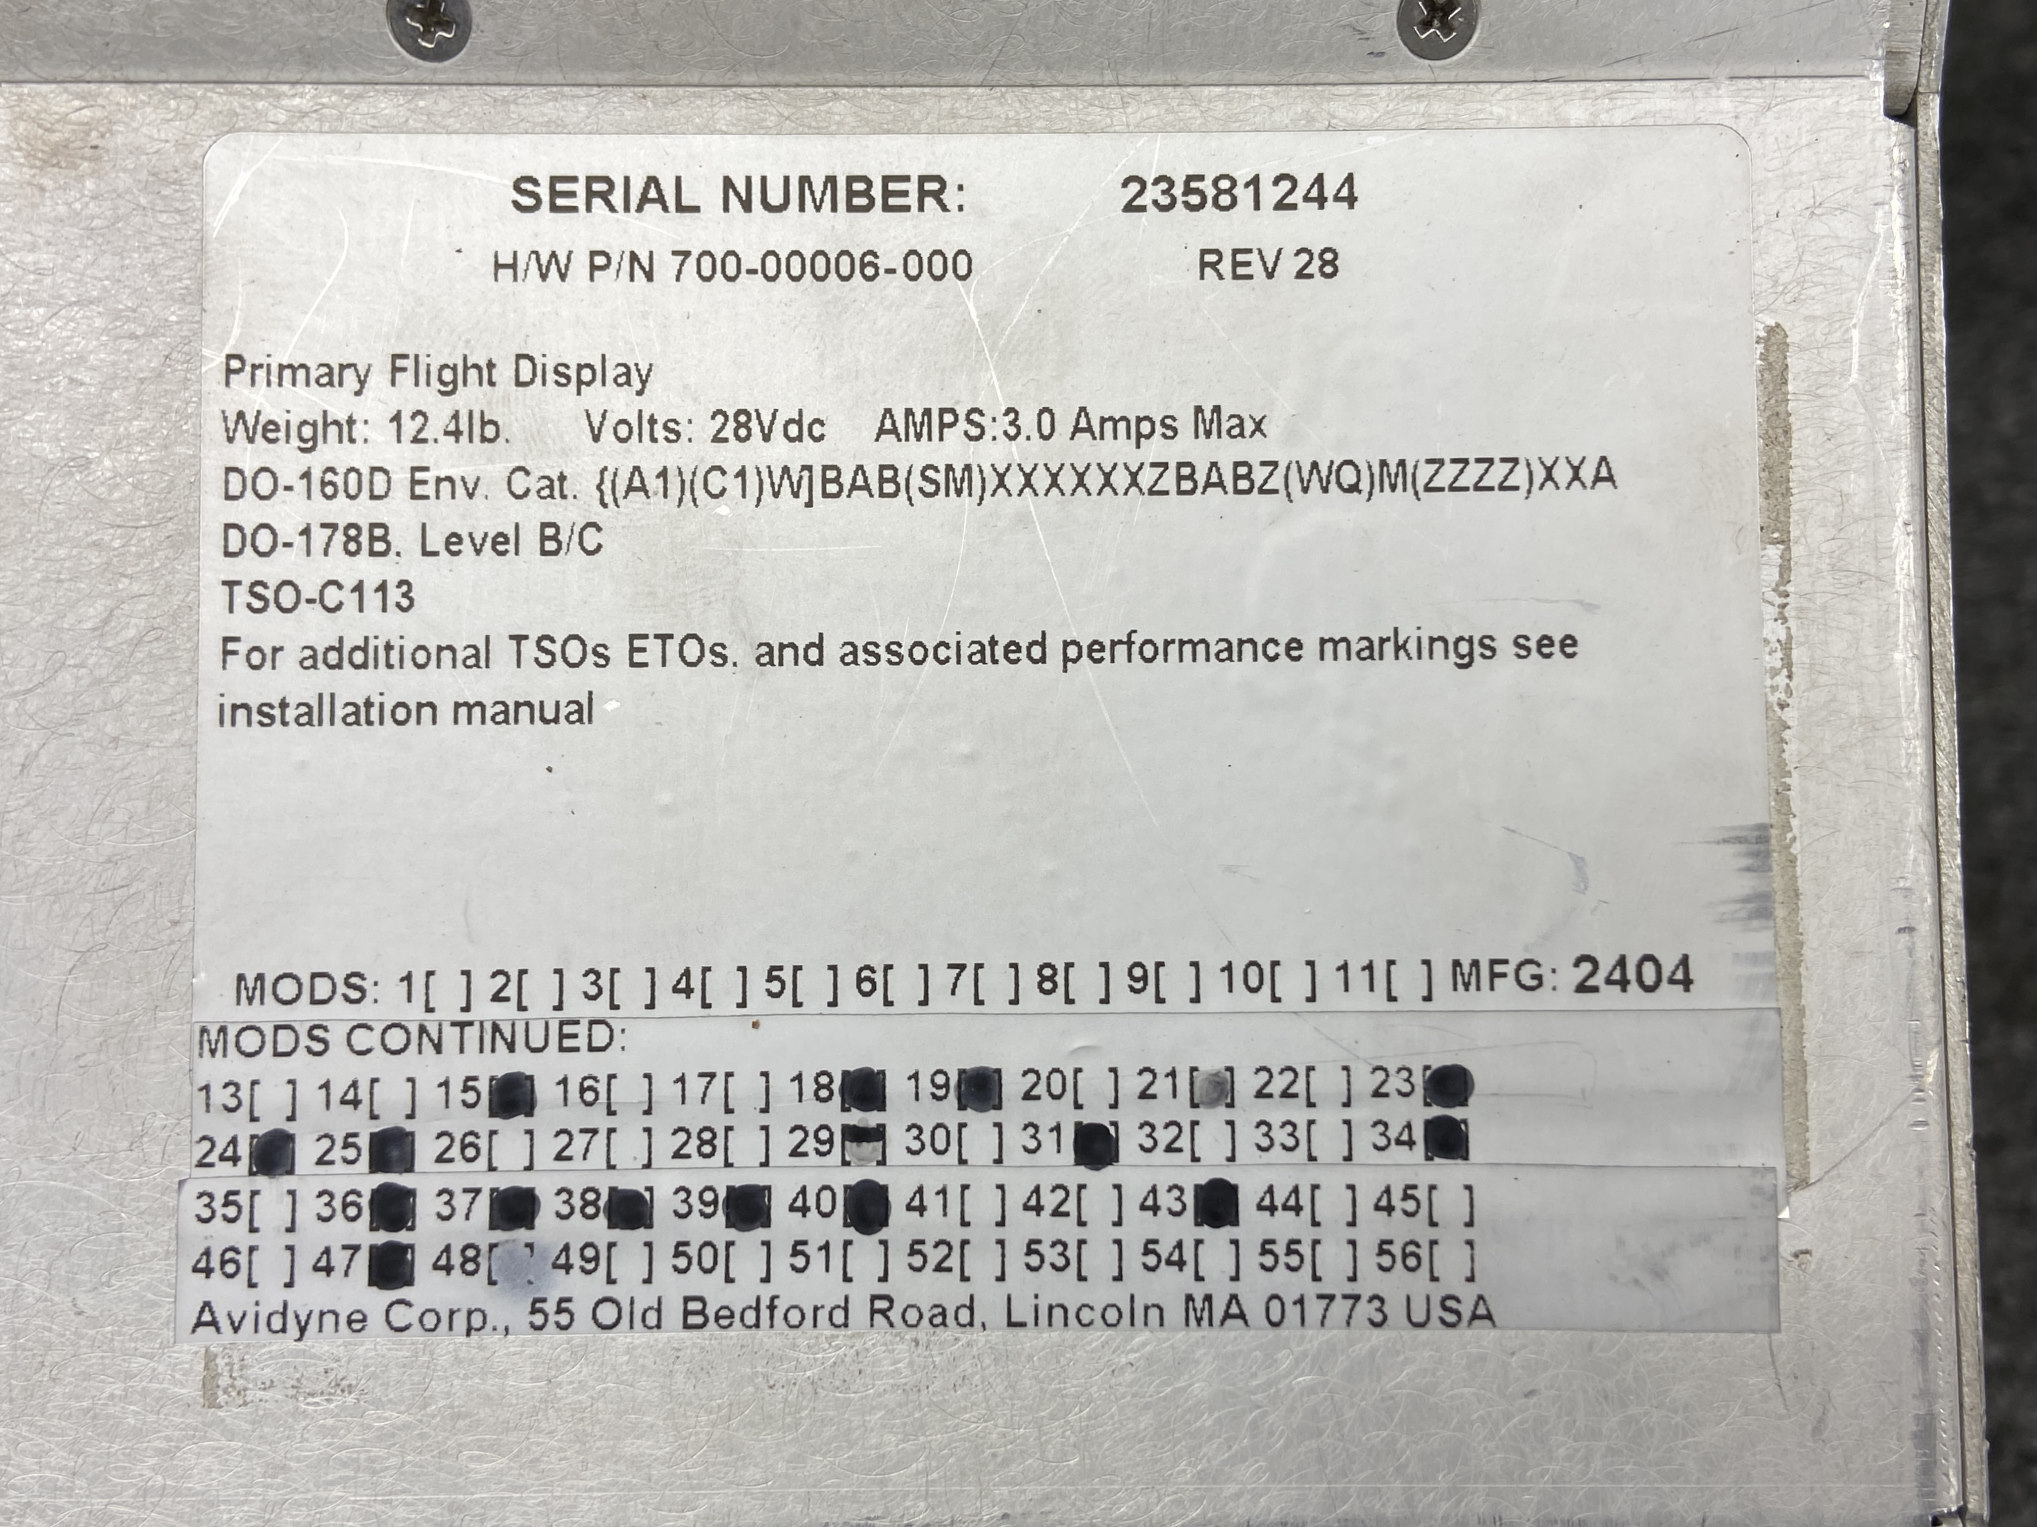 SERIAL NUMBER: 23581244
H/W P/N 700-00006-000 REV 28
Primary Flight Display
Weight: 12.4lb. Volts: 28Vdc AMPS:3.0 Amps Max
DO-160D Env. Cat. {(A1)(C1)W]BAB(SM)XXXXXXZBABZ(WQ)M(ZZZZ)XXA
DO-178B, Level B/C
TSO-C113
For additional TSOs ETOs, and associated performance markings see
installation manual
MODS: 1[ ] 2[ ] 3[ ] 4[ ] 5[ ] 6[ ] 7[ ] 8[ ] 9[ ] 10[ ] 11[ ] MFG: 2404
MODS CONTINUED:
13[ ] 14[ ] 15[●] 16[ ] 17[ ] 18[●] 19[●] 20[ ] 21[ ] 22[ ] 23[●]
24[●] 25[●] 26[ ] 27[ ] 28[ ] 29[ ] 30[ ] 31[●] 32[ ] 33[ ] 34[●]
35[ ] 36[●] 37[●] 38[●] 39[●] 40[●] 41[ ] 42[ ] 43[●] 44[ ] 45[ ]
46[ ] 47[●] 48[ ] 49[ ] 50[ ] 51[ ] 52[ ] 53[ ] 54[ ] 55[ ] 56[ ]
Avidyne Corp., 55 Old Bedford Road, Lincoln MA 01773 USA